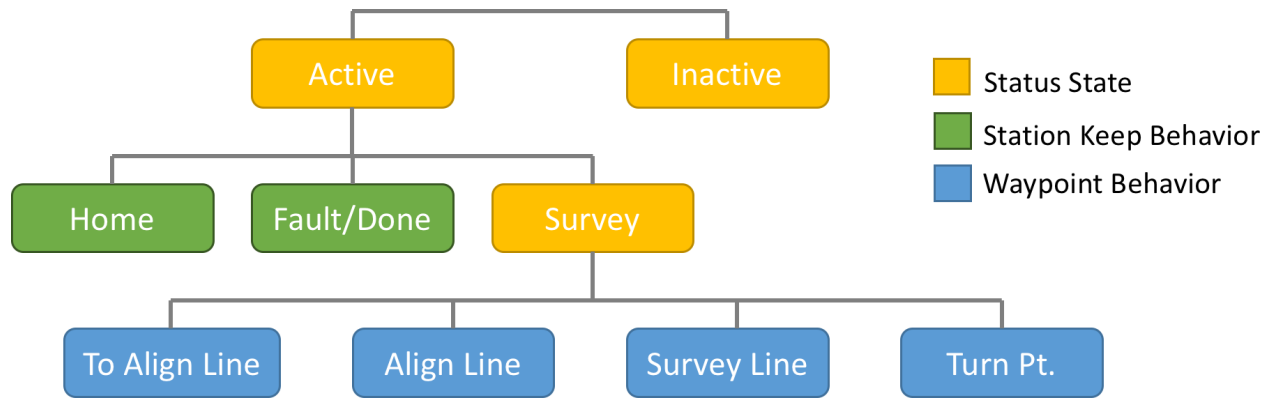 Active
Inactive
Status State
Station Keep Behavior
Waypoint Behavior
Home
Fault/Done
Survey
To Align Line
Align Line
Survey Line
Turn Pt.